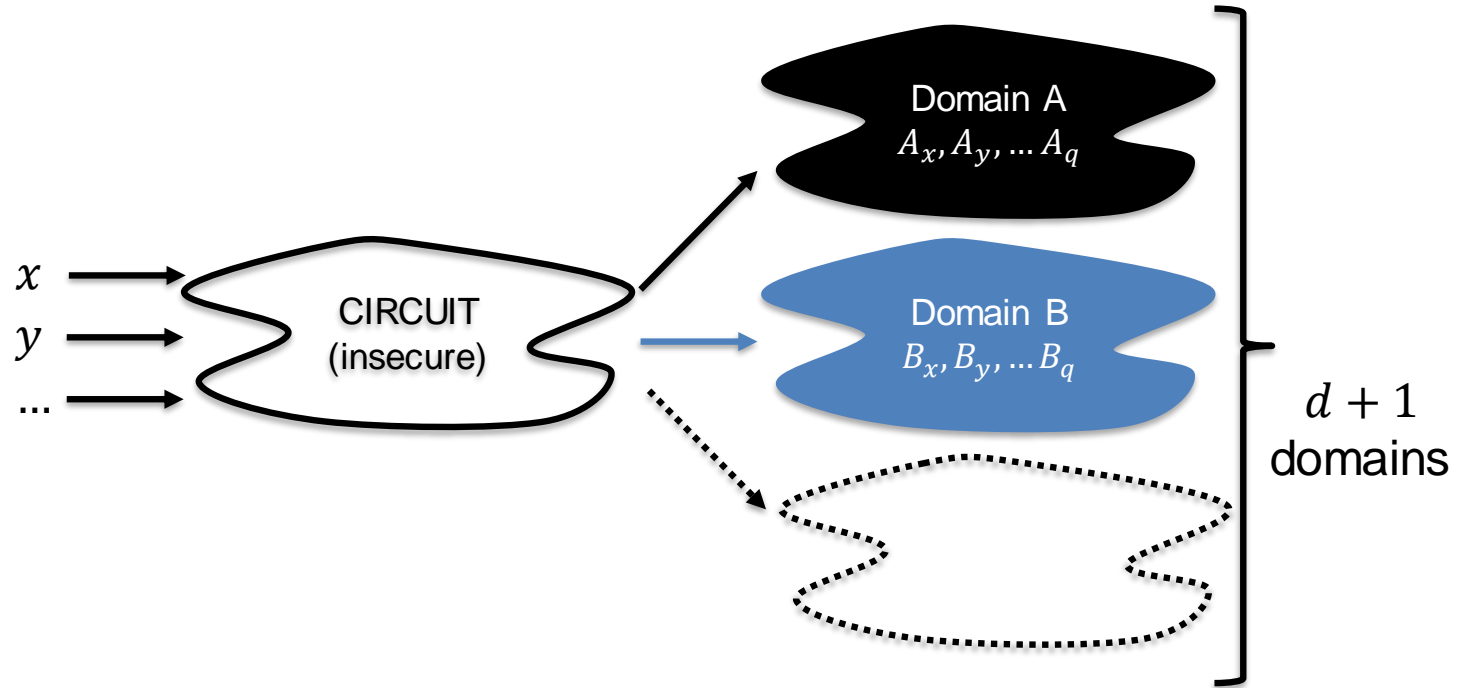 x
y
...
CIRCUIT
(insecure)
Domain A
A_x, A_y, … A_q
Domain B
B_x, B_y, … B_q
d + 1
domains